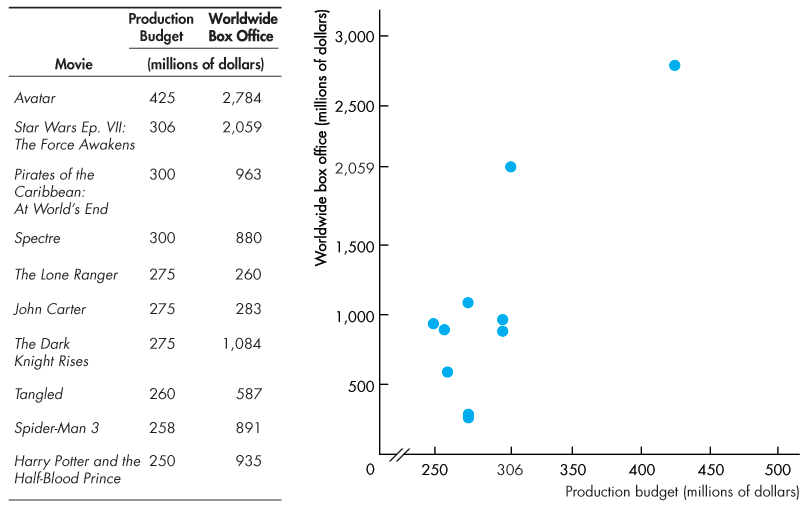 Production Worldwide
Budget Box Office
Movie (millions of dollars)
Avatar 425 2,784
Star Wars Ep. VII: 306 2,059
The Force Awakens
Pirates of the 300 963
Caribbean:
At World's End
Spectre 300 880
The Lone Ranger 275 260
John Carter 275 283
The Dark 275 1,084
Knight Rises
Tangled 260 587
Spider-Man 3 258 891
Harry Potter and the 250 935
Half-Blood Prince
Worldwide box office (millions of dollars)
3,000
2,500
2,059
1,500
1,000
500
0 250 306 350 400 450 500
Production budget (millions of dollars)